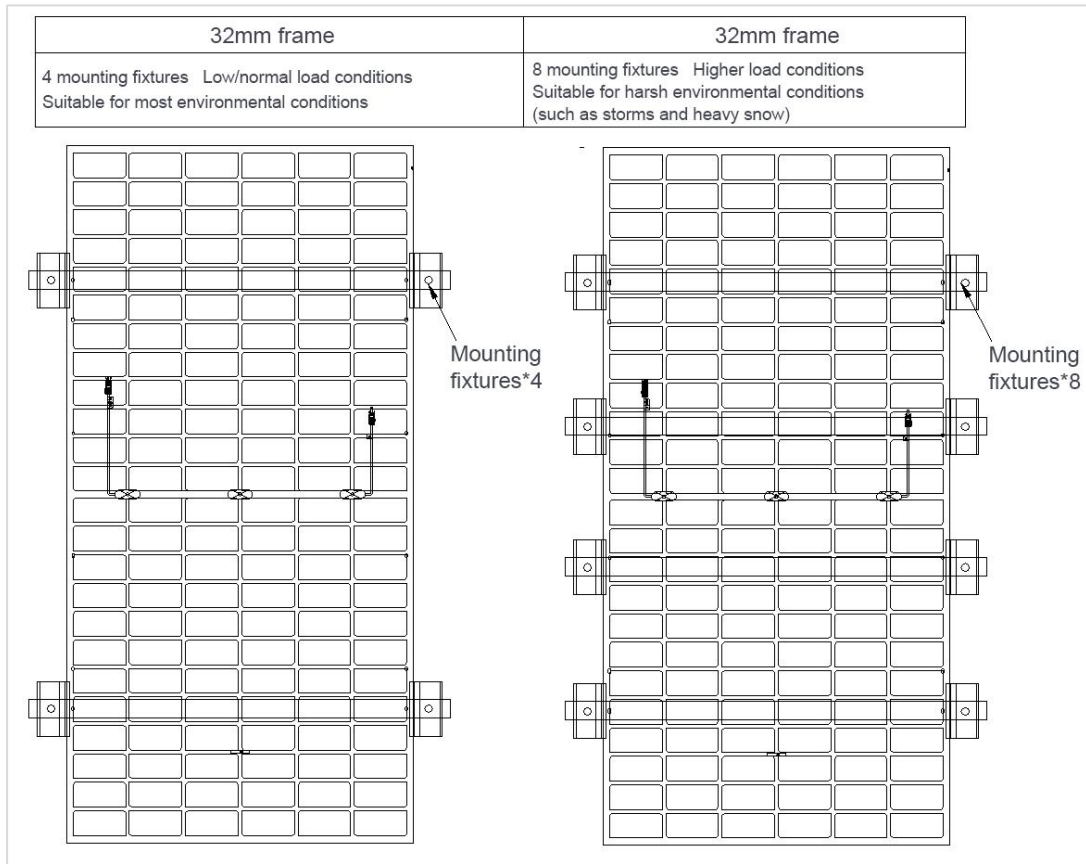 32mm frame
32mm frame
4 mounting fixtures Low/normal load conditions
Suitable for most environmental conditions
8 mounting fixtures Higher load conditions
Suitable for harsh environmental conditions
(such as storms and heavy snow)
Mounting
fixtures*4
Mounting
fixtures*8